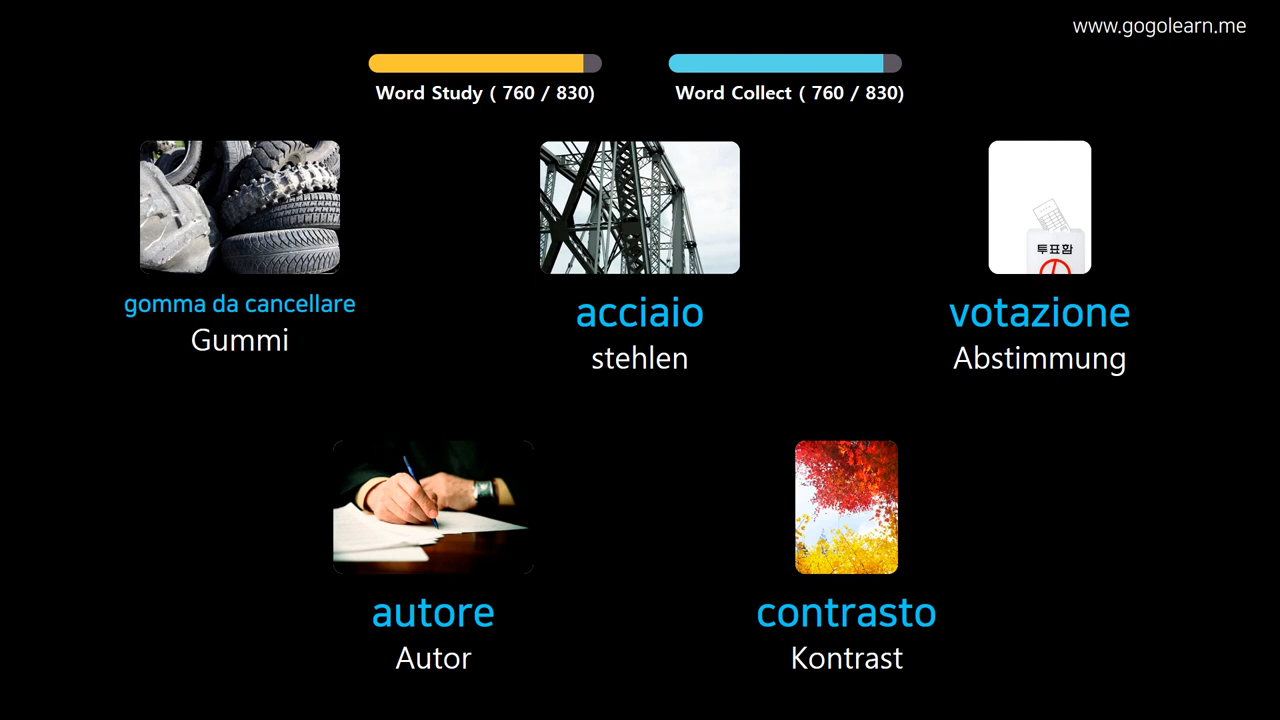 www.gogolearn.me
Word Study ( 760 / 830)
Word Collect ( 760 / 830)
투표함
gomma da cancellare
Gummi
acciaio
stehlen
votazione
Abstimmung
autore
Autor
contrasto
Kontrast